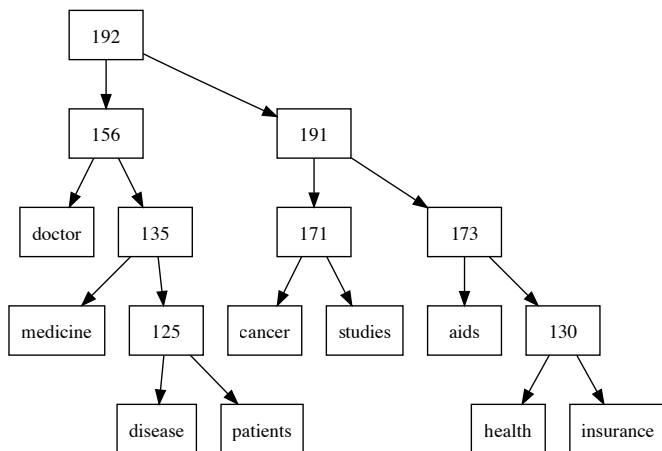 192
156
191
doctor
135
171
173
medicine
125
cancer
studies
aids
130
disease
patients
health
insurance